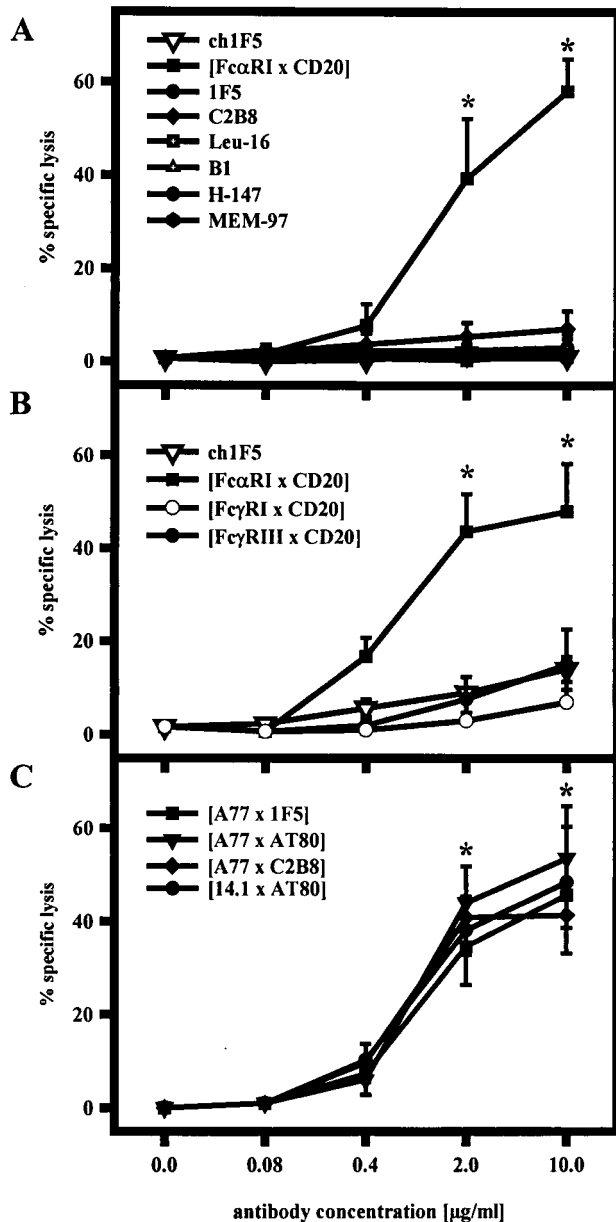 A
ch1F5
[FcαRI x CD20]
1F5
C2B8
Leu-16
B1
H-147
MEM-97
*
*
60
40
20
0
% specific lysis
B
ch1F5
[FcαRI x CD20]
[FcγRI x CD20]
[FcγRIII x CD20]
*
*
60
40
20
0
% specific lysis
C
[A77 x 1F5]
[A77 x AT80]
[A77 x C2B8]
[14.1 x AT80]
*
*
60
40
20
0
% specific lysis
0.0 0.08 0.4 2.0 10.0
antibody concentration [µg/ml]